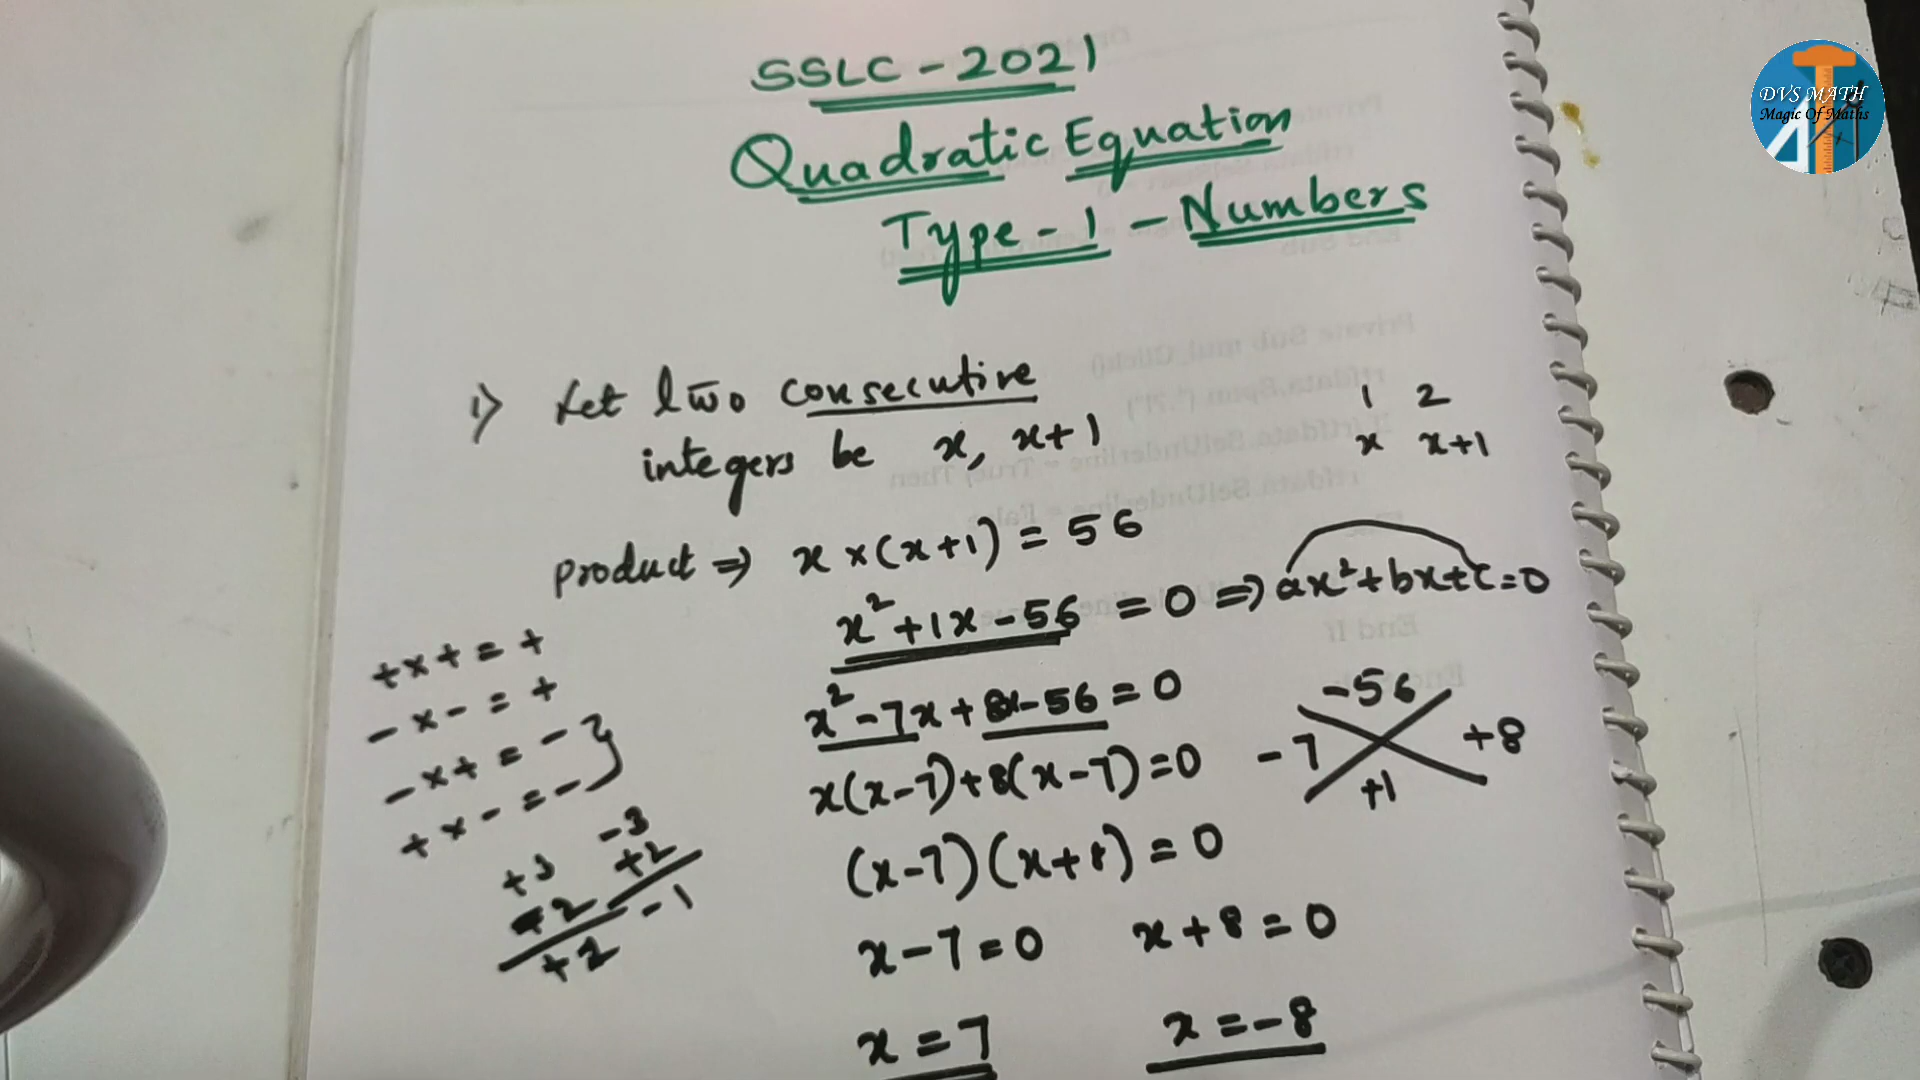 SSLC - 2021
Quadratic Equation
Type - 1 - Numbers
DVS MATH
Magic Of Maths
1) Let two consecutive
integers be x, x+1
1 2
x x+1
product ⇒ x × (x+1) = 56
x² + 1x - 56 = 0 ⇒ ax² + bx + c = 0
x² - 7x + 8x - 56 = 0
x(x-7) + 8(x-7) = 0
(x-7) (x+8) = 0
x - 7 = 0 x + 8 = 0
x = 7 x = -8
-56
-7 +8
+1
+ x + = +
- x - = +
- x + = -
+ x - = -
+3 -3
+2 +2
+2 -1